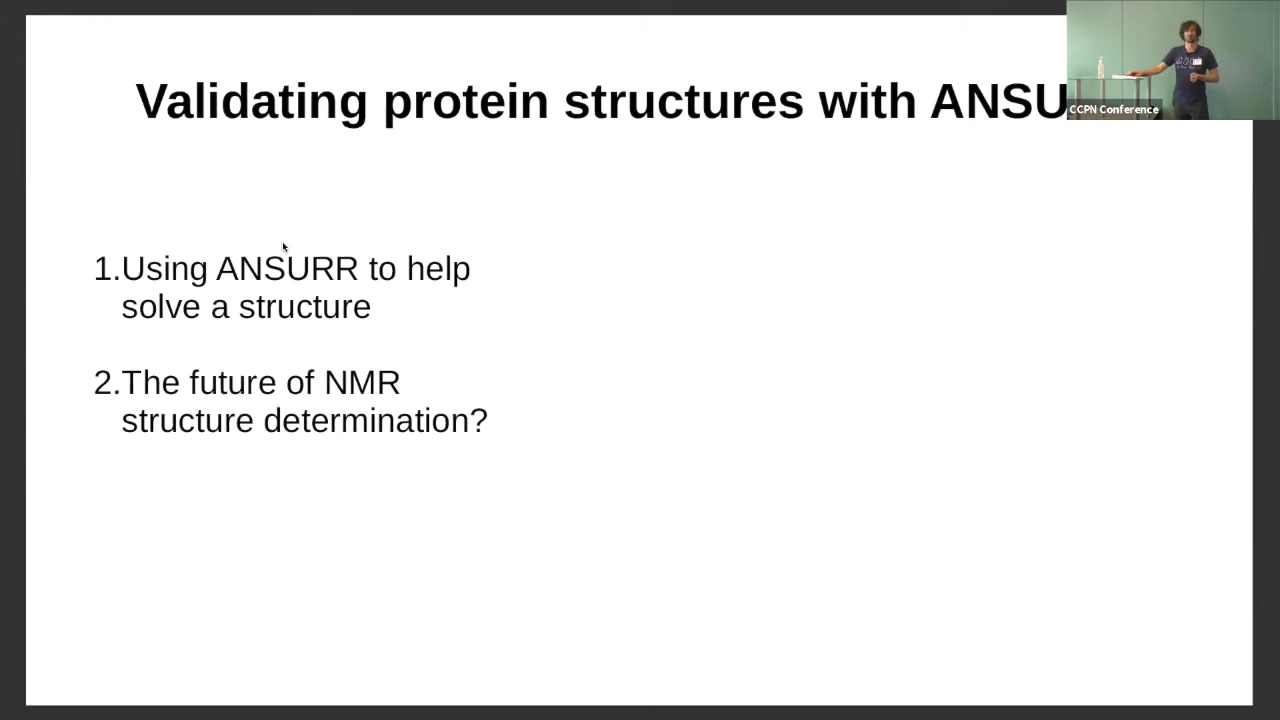 Validating protein structures with ANSU
CCPN Conference
1.Using ANSURR to help
solve a structure
2.The future of NMR
structure determination?